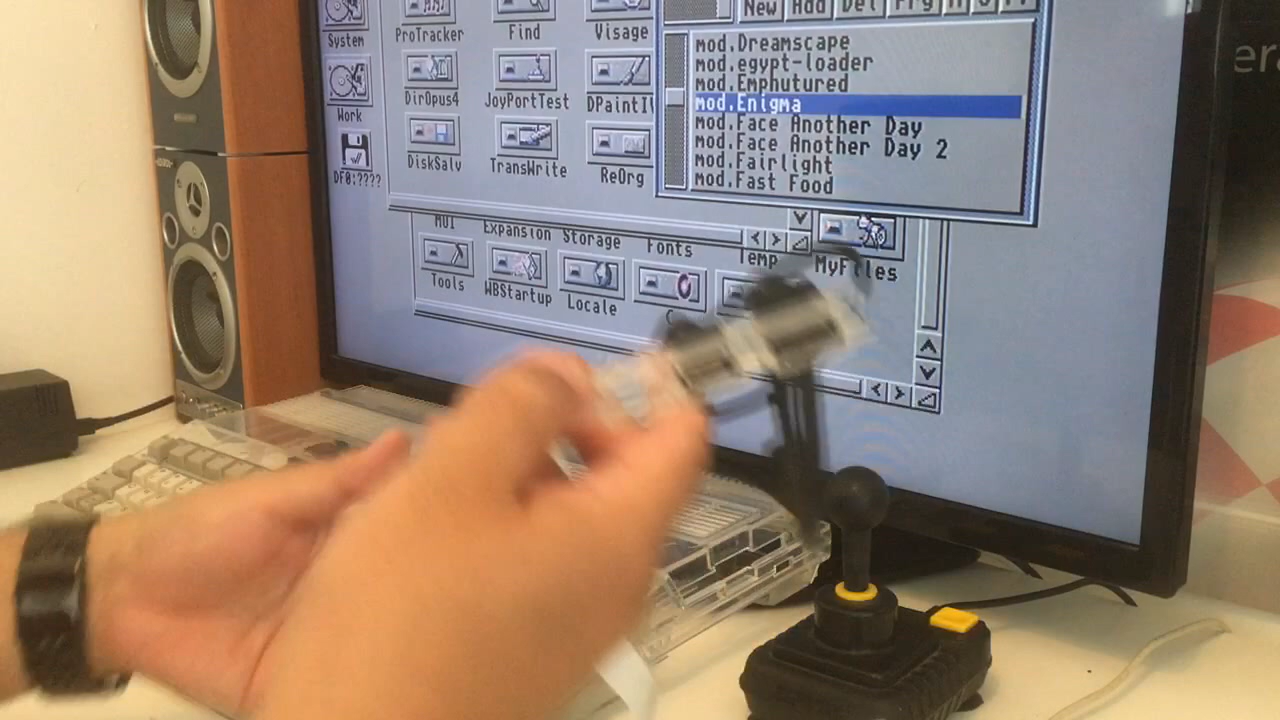 System
ProTracker
Find
Visage
New Add Del
mod.Dreamscape
mod.egypt-loader
mod.Emphutured
mod.Enigma
mod.Face Another Day
mod.Face Another Day 2
mod.Fairlight
mod.Fast Food
Work
DirOpus4
JoyPortTest
DPaintIV
DF0:????
DiskSalv
TransWrite
ReOrg
MUI
Expansion
Storage
Fonts
Temp
MyFiles
Tools
WBStartup
Locale